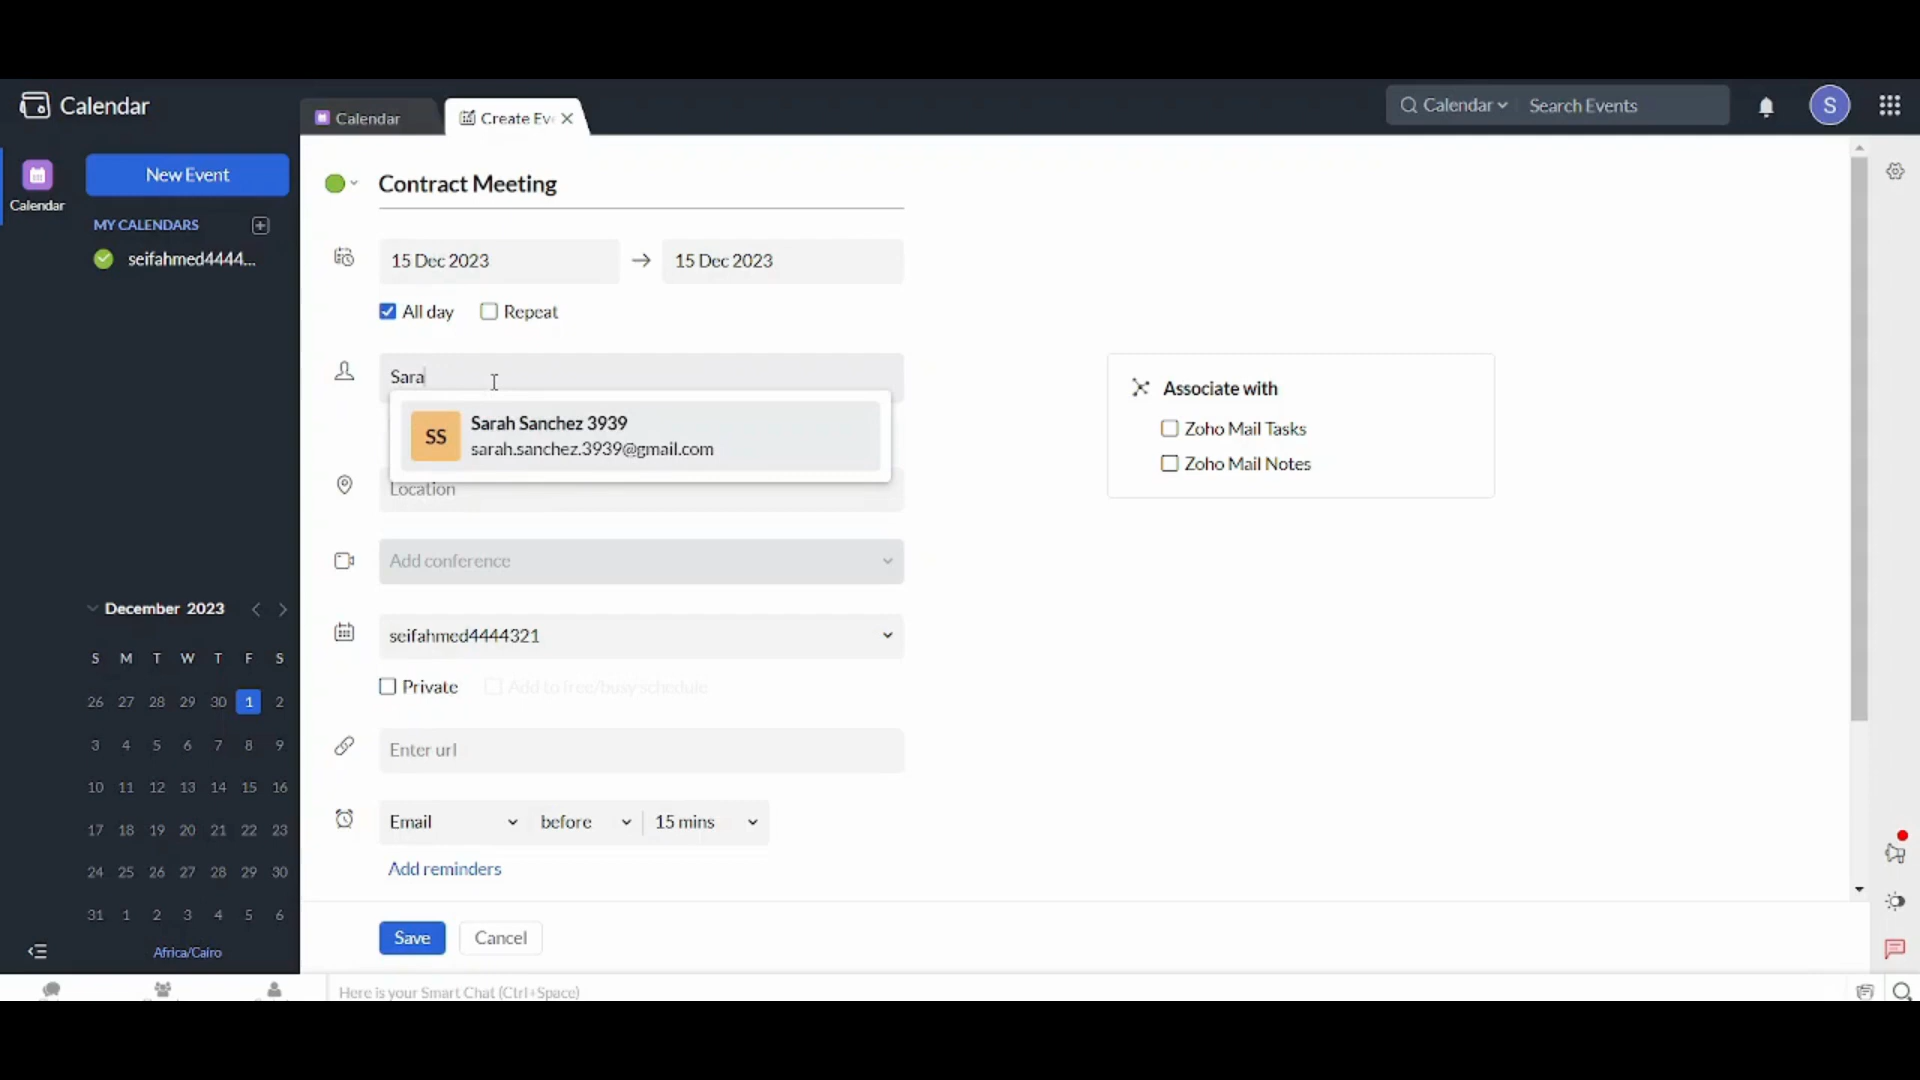 Calendar
Calendar
Create Ev
Calendar
Search Events
S
Calendar
New Event
MY CALENDARS
seifahmed4444...
Contract Meeting
15 Dec 2023
15 Dec 2023
All day
Repeat
Sara
SS
Sarah Sanchez 3939
sarah.sanchez.3939@gmail.com
Location
Associate with
Zoho Mail Tasks
Zoho Mail Notes
Add conference
seifahmed4444321
Private
Add to free/busy schedule
Enter url
Email
before
15 mins
Add reminders
Save
Cancel
December 2023
S M T W T F S
26 27 28 29 30 1 2
3 4 5 6 7 8 9
10 11 12 13 14 15 16
17 18 19 20 21 22 23
24 25 26 27 28 29 30
31 1 2 3 4 5 6
Africa/Cairo
Here is your Smart Chat (Ctrl+Space)